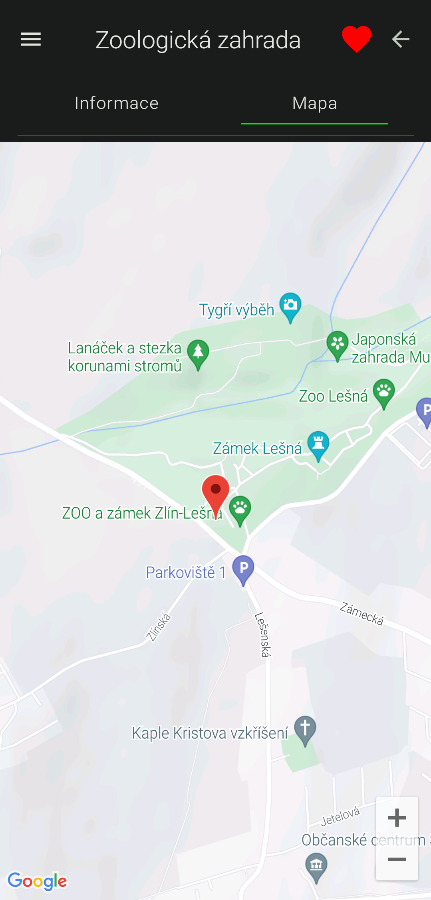 Zoologická zahrada
Informace
Mapa
Tygří výběh
Lanáček a stezka
korunami stromů
Japonská
zahrada Mu
Zoo Lešná
P
Zámek Lešná
ZOO a zámek Zlín-Lešná
Parkoviště 1
P
Zámecká
Zlínská
Lešenská
Kaple Kristova vzkříšení
Jetelová
Občanské centrum
Google